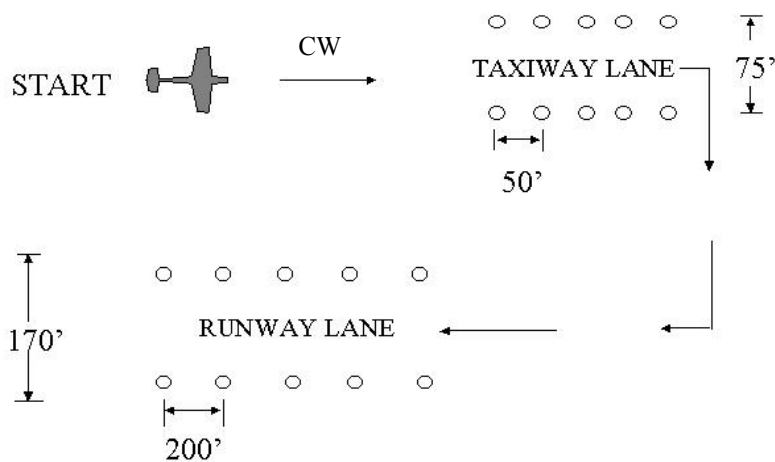 CW
START
TAXIWAY LANE
75’
50’
RUNWAY LANE
170’
200’